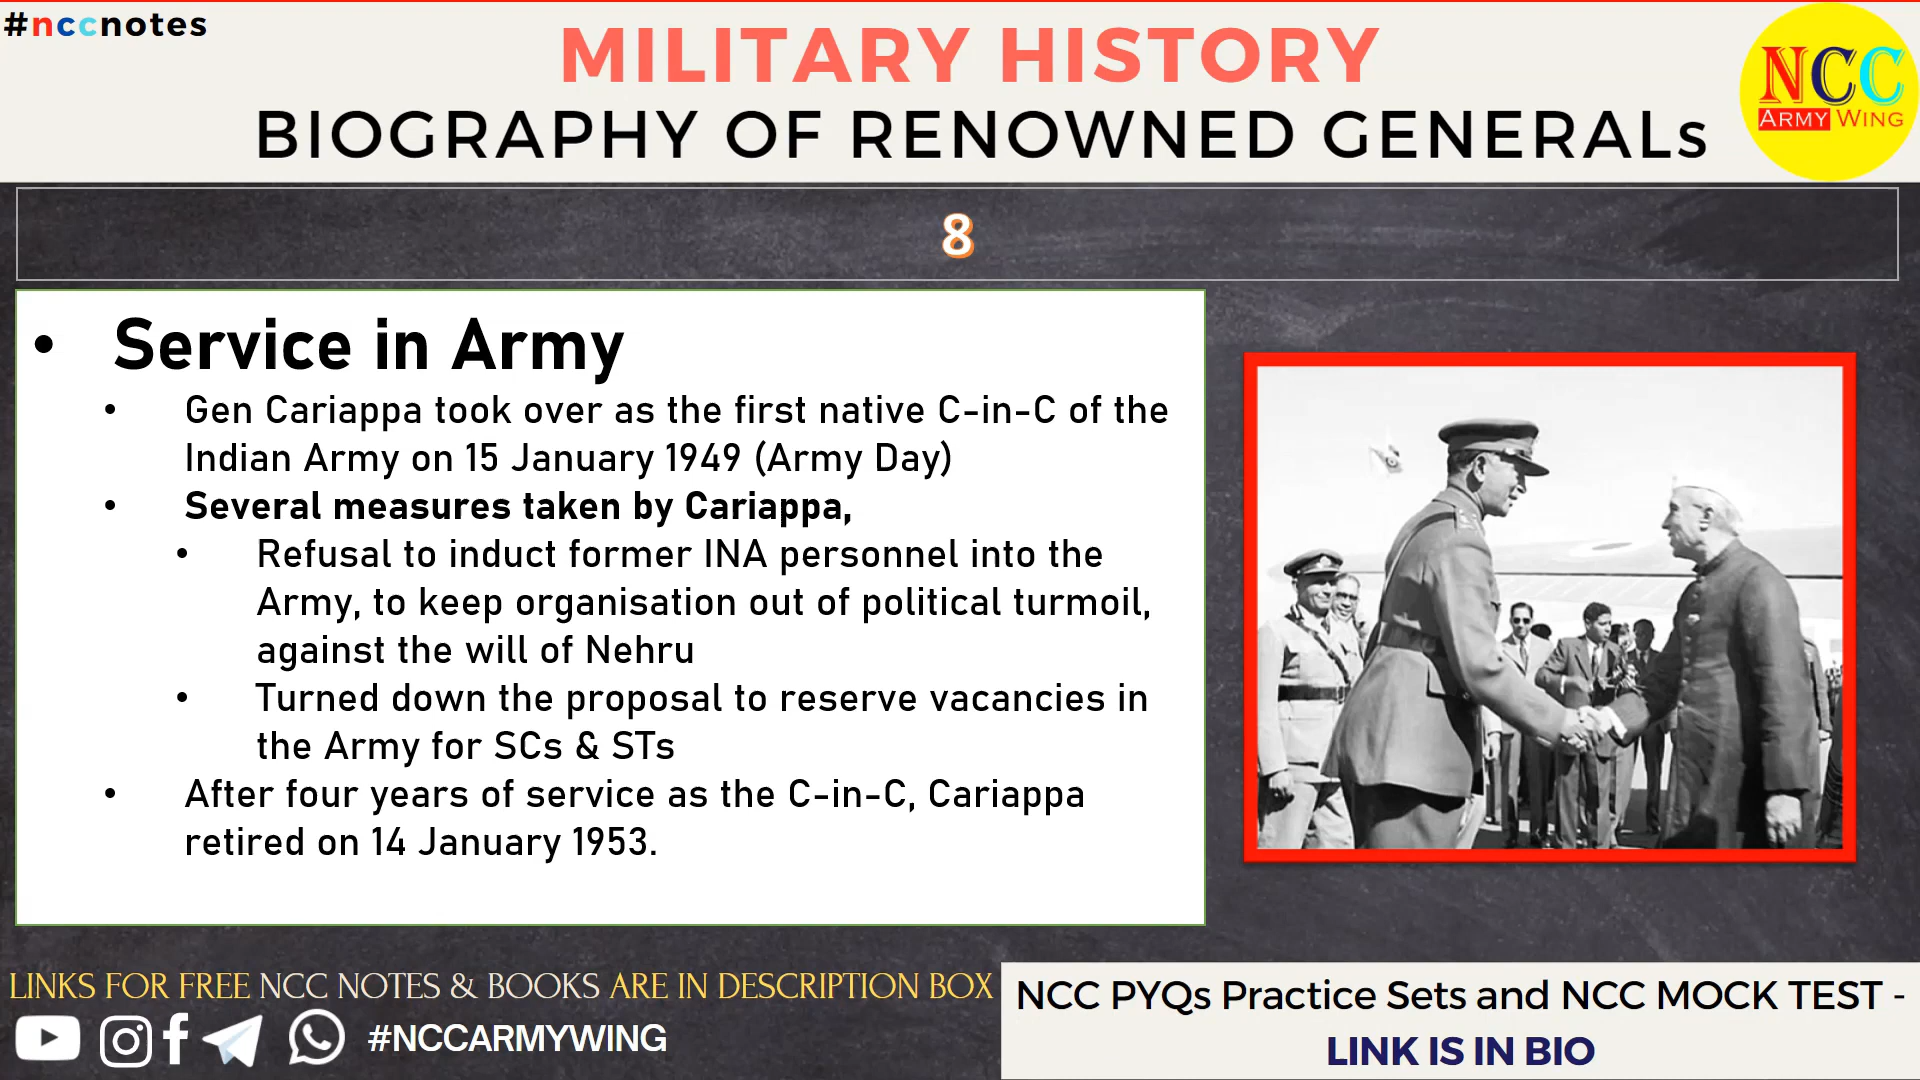 #nccnotes
MILITARY HISTORY
BIOGRAPHY OF RENOWNED GENERALs
NCC
ARMY WING
8
• Service in Army
• Gen Cariappa took over as the first native C-in-C of the
Indian Army on 15 January 1949 (Army Day)
• Several measures taken by Cariappa,
• Refusal to induct former INA personnel into the
Army, to keep organisation out of political turmoil,
against the will of Nehru
• Turned down the proposal to reserve vacancies in
the Army for SCs & STs
• After four years of service as the C-in-C, Cariappa
retired on 14 January 1953.
LINKS FOR FREE NCC NOTES & BOOKS ARE IN DESCRIPTION BOX
#NCCARMYWING
NCC PYQs Practice Sets and NCC MOCK TEST -
LINK IS IN BIO